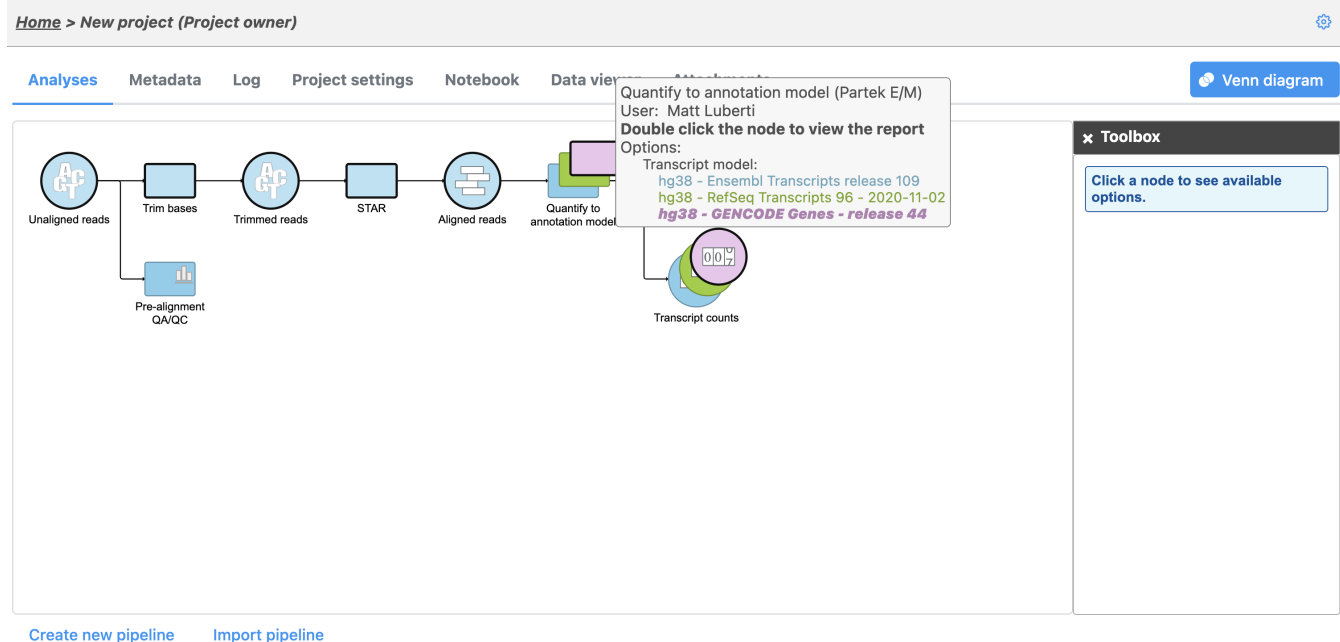 Home > New project (Project owner)
Analyses Metadata Log Project settings Notebook Data viewer
Venn diagram
Quantify to annotation model (Partek E/M)
User: Matt Luberti
Double click the node to view the report
Options:
Transcript model:
hg38 - Ensembl Transcripts release 109
hg38 - RefSeq Transcripts 96 - 2020-11-02
hg38 - GENCODE Genes - release 44
Toolbox
Click a node to see available
options.
Unaligned reads
Trim bases
Trimmed reads
STAR
Aligned reads
Quantify to
annotation model
Pre-alignment
QA/QC
Transcript counts
Create new pipeline Import pipeline